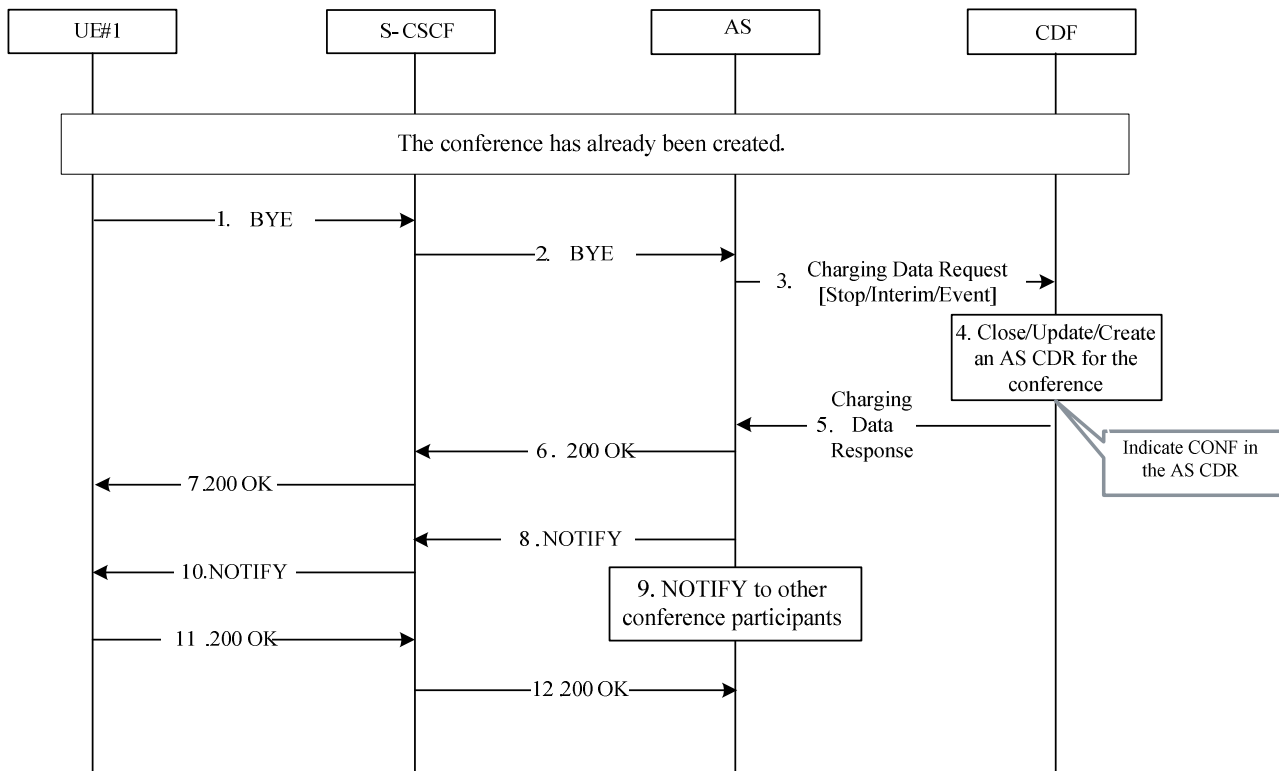 UE#1
S-CSCF
AS
CDF
The conference has already been created.
1. BYE
2. BYE
3. Charging Data Request
[Stop/Interim/Event]
4. Close/Update/Create
an AS CDR for the
conference
Charging
5. Data
Response
Indicate CONF in
the AS CDR
6. 200 OK
7.200 OK
8.NOTIFY
10.NOTIFY
9. NOTIFY to other
conference participants
11.200 OK
12.200 OK